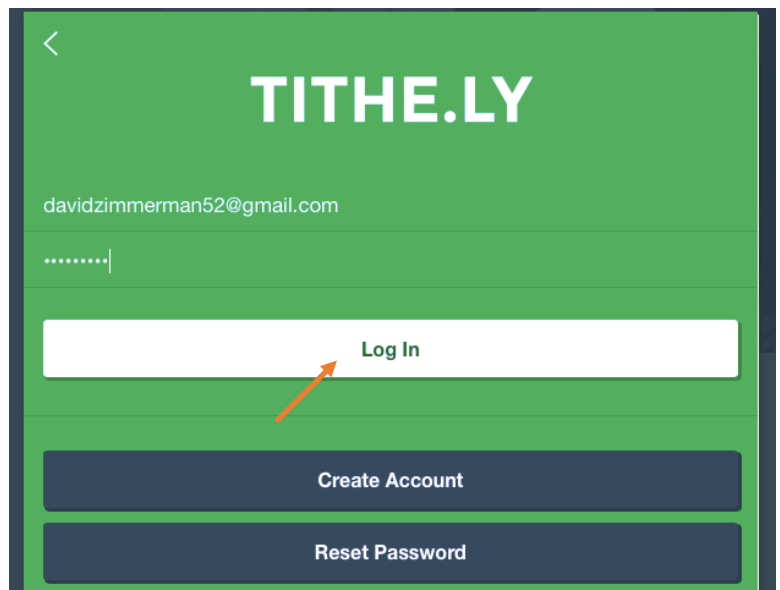 TITHE.LY
davidzimmerman52@gmail.com
•••••••••
Log In
Create Account
Reset Password